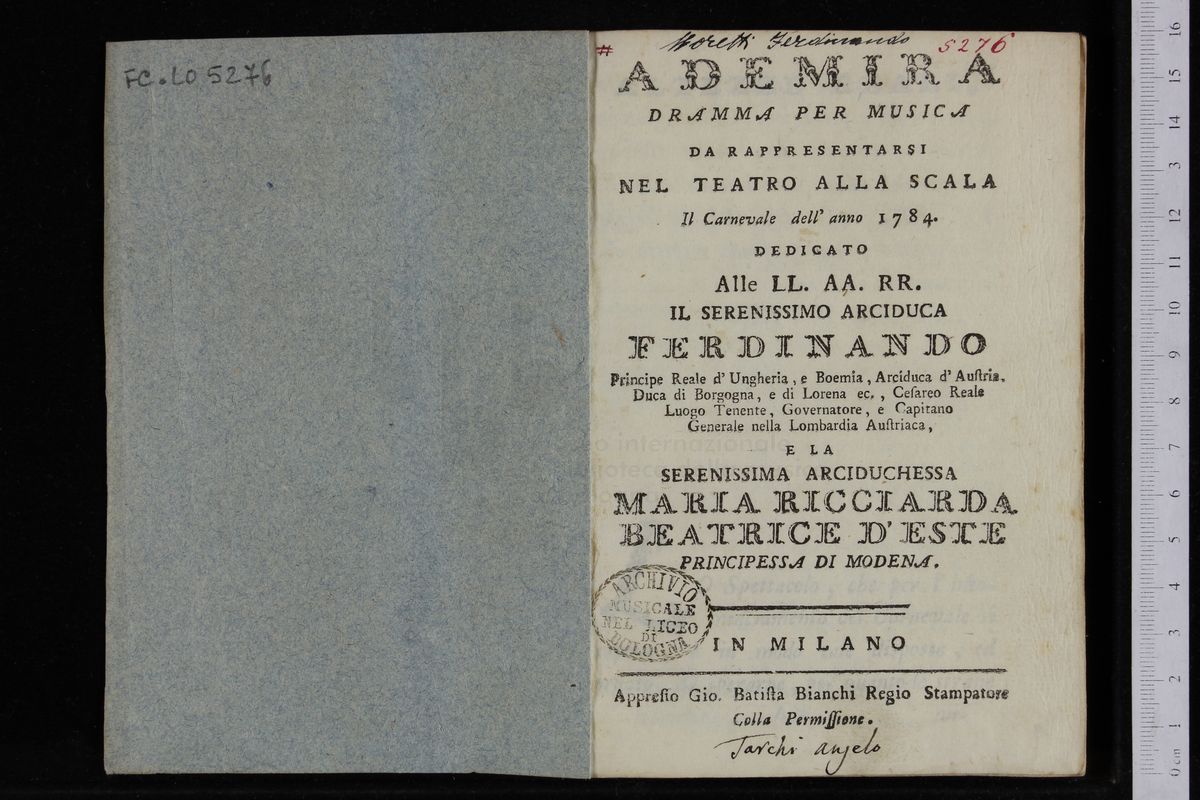 FC.LO 5276
# Moretti Ferdinando 5276
ADEMIRA
DRAMMA PER MUSICA
DA RAPPRESENTARSI
NEL TEATRO ALLA SCALA
Il Carnevale dell' anno 1784.
DEDICATO
Alle LL. AA. RR.
IL SERENISSIMO ARCIDUCA
FERDINANDO
Principe Reale d' Ungheria, e Boemia, Arciduca d' Auſtria,
Duca di Borgogna, e di Lorena ec., Ceſareo Reale
Luogo Tenente, Governatore, e Capitano
Generale nella Lombardia Auſtriaca,
E LA
SERENISSIMA ARCIDUCHESSA
MARIA RICCIARDA
BEATRICE D'ESTE
PRINCIPESSA DI MODENA.
ARCHIVIO
MUSICALE
NEL LICEO
DI
BOLOGNA
IN MILANO
Appreſſo Gio. Batiſta Bianchi Regio Stampatore
Colla Permiſſione.
Tarchi Angelo